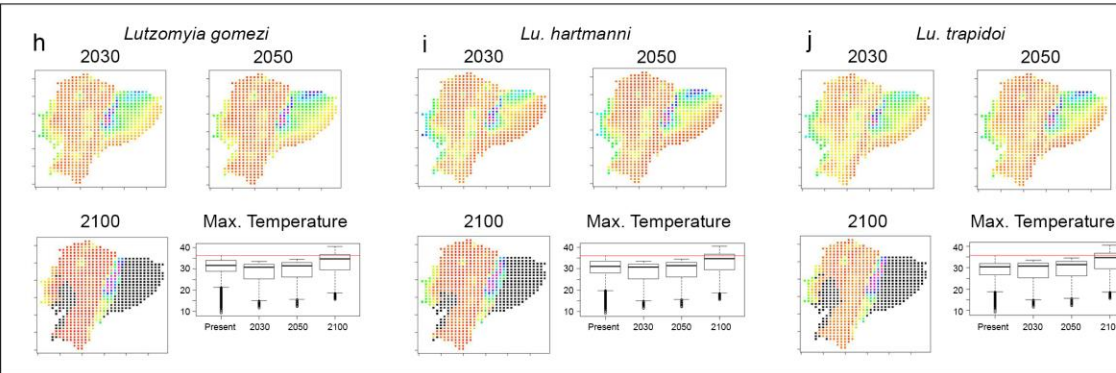 h Lutzomyia gomezi
2030 2050
2100 Max. Temperature
40
30
20
10
Present 2030 2050 2100
i Lu. hartmanni
2030 2050
2100 Max. Temperature
40
30
20
10
Present 2030 2050 2100
j Lu. trapidoi
2030 2050
2100 Max. Temperature
40
30
20
10
Present 2030 2050 2100